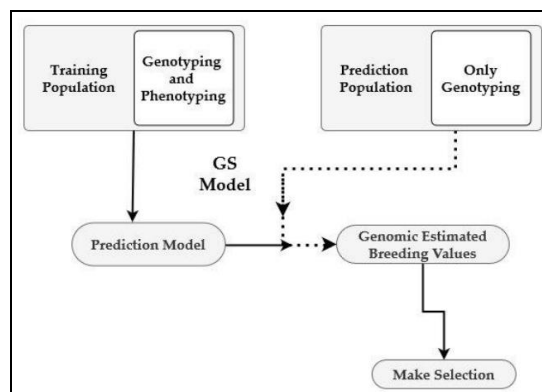 Training
Population
Genotyping
and
Phenotyping
Prediction
Population
Only
Genotyping
GS
Model
Prediction Model
Genomic Estimated
Breeding Values
Make Selection